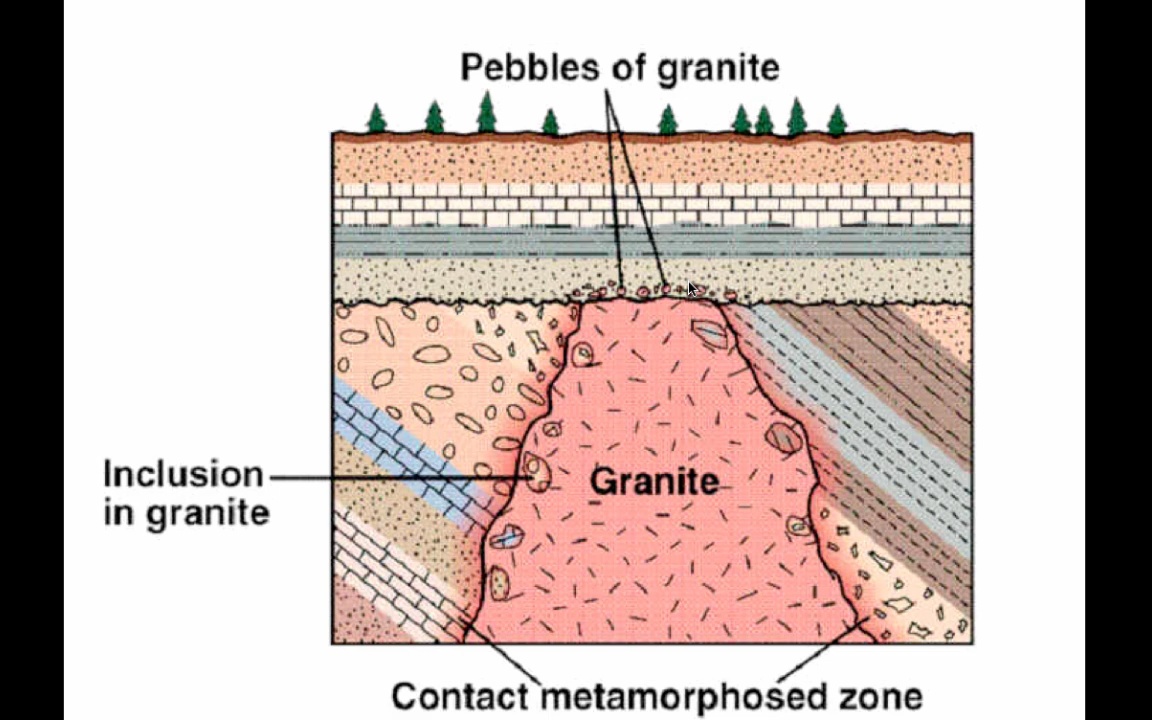 Pebbles of granite
Inclusion
in granite
Granite
Contact metamorphosed zone